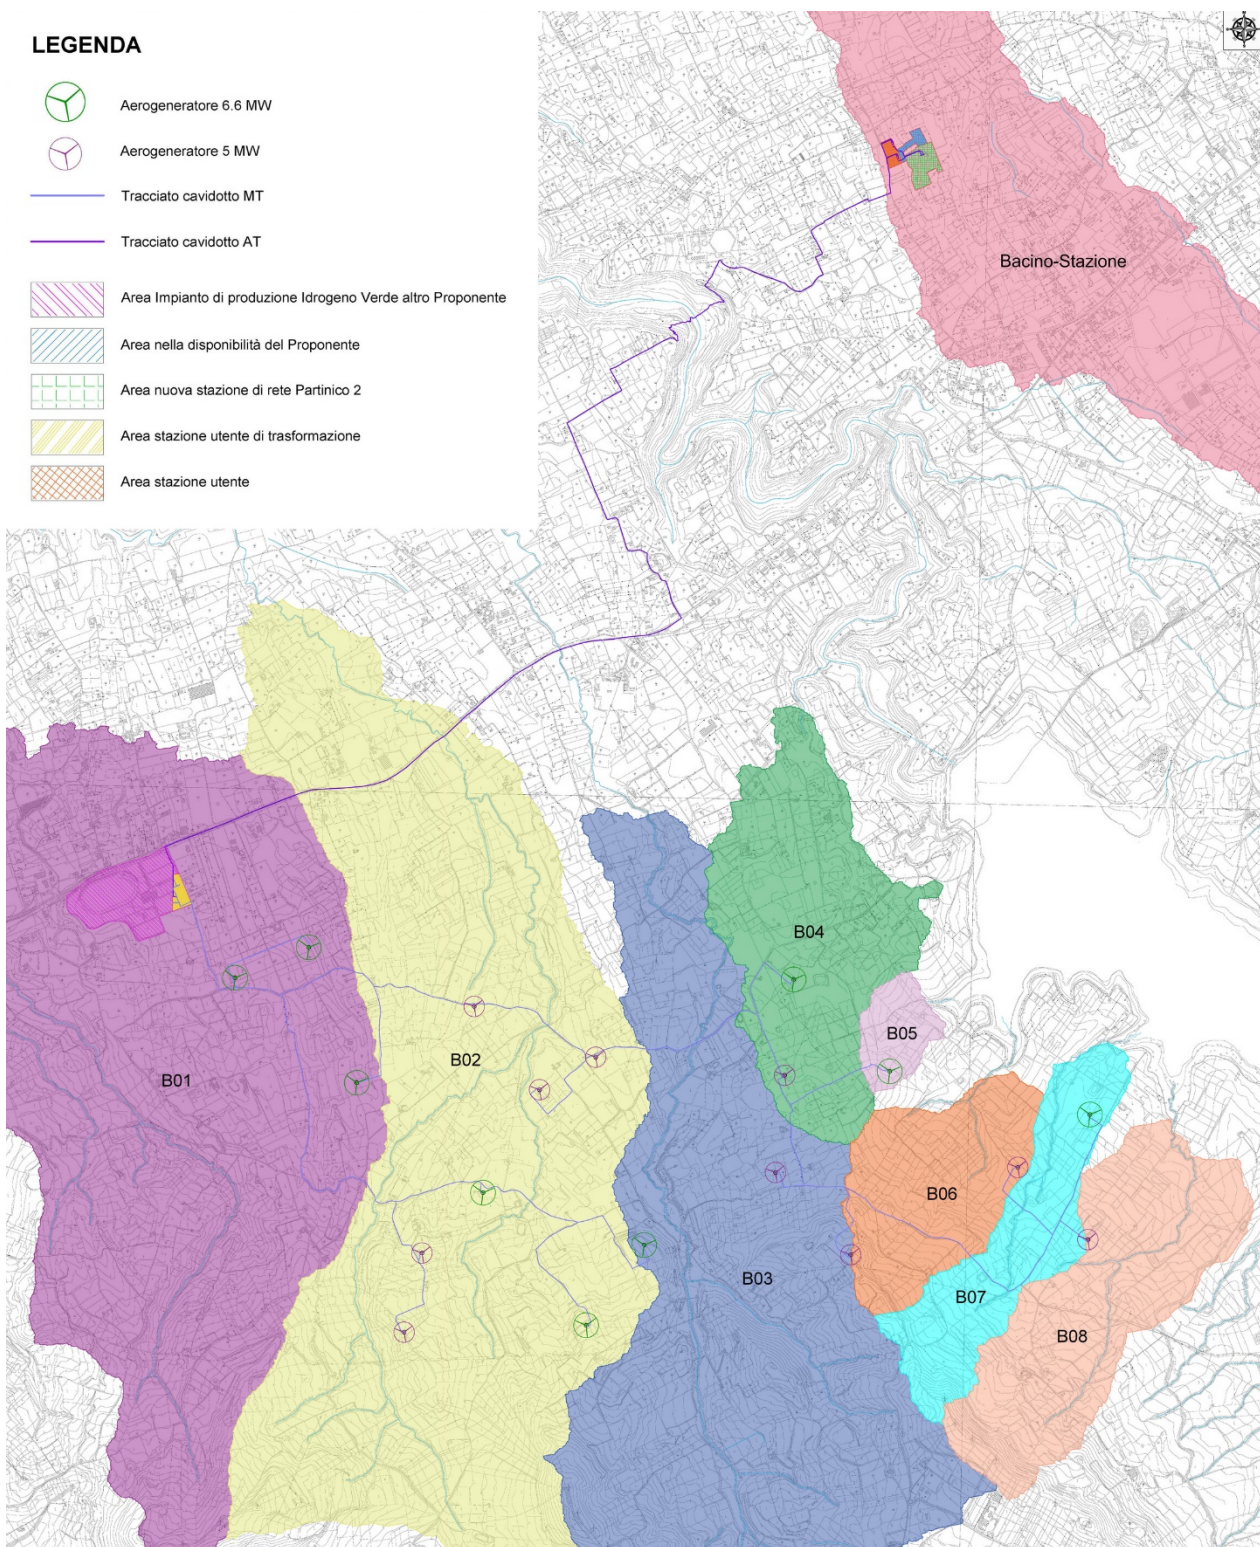 LEGENDA
Aerogeneratore 6.6 MW
Aerogeneratore 5 MW
Tracciato cavidotto MT
Tracciato cavidotto AT
Area Impianto di produzione Idrogeno Verde altro Proponente
Area nella disponibilità del Proponente
Area nuova stazione di rete Partinico 2
Area stazione utente di trasformazione
Area stazione utente
Bacino-Stazione
B04
B05
B02
B01
B06
B03
B07
B08